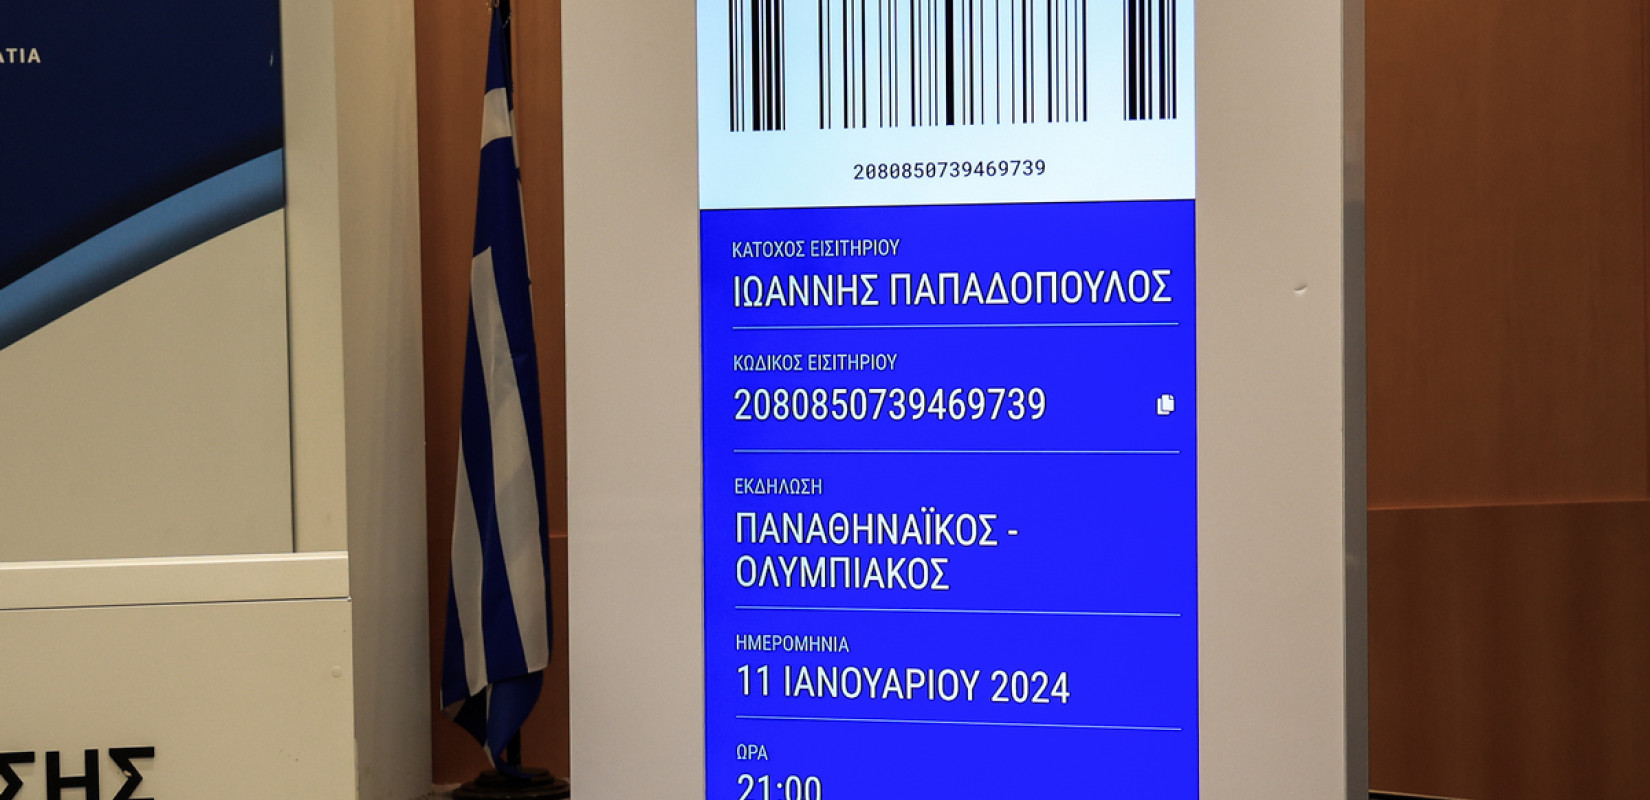 2080850739469739
ΚΑΤΟΧΟΣ ΕΙΣΙΤΗΡΙΟΥ
ΙΩΑΝΝΗΣ ΠΑΠΑΔΟΠΟΥΛΟΣ
ΚΩΔΙΚΟΣ ΕΙΣΙΤΗΡΙΟΥ
2080850739469739
ΕΚΔΗΛΩΣΗ
ΠΑΝΑΘΗΝΑΪΚΟΣ -
ΟΛΥΜΠΙΑΚΟΣ
ΗΜΕΡΟΜΗΝΙΑ
11 ΙΑΝΟΥΑΡΙΟΥ 2024
ΩΡΑ
21:00